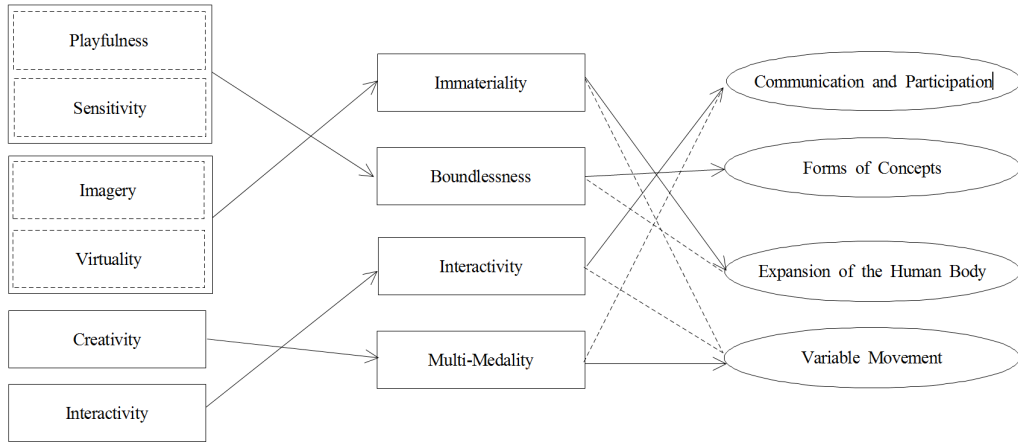 Playfulness
Sensitivity
Imagery
Virtuality
Creativity
Interactivity
Immateriality
Boundlessness
Interactivity
Multi-Medality
Communication and Participation
Forms of Concepts
Expansion of the Human Body
Variable Movement